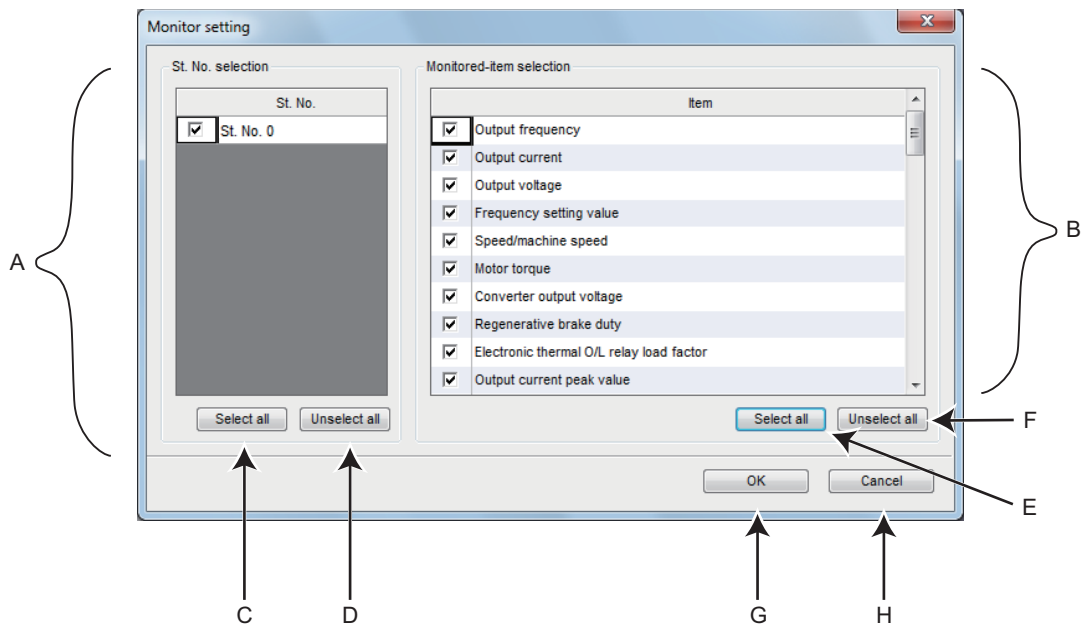 Monitor setting
x
St. No. selection
St. No.
St. No. 0
Select all
Unselect all
Monitored-item selection
Item
Output frequency
Output current
Output voltage
Frequency setting value
Speed/machine speed
Motor torque
Converter output voltage
Regenerative brake duty
Electronic thermal O/L relay load factor
Output current peak value
Select all
Unselect all
OK
Cancel
A
B
F
E
C
D
G
H